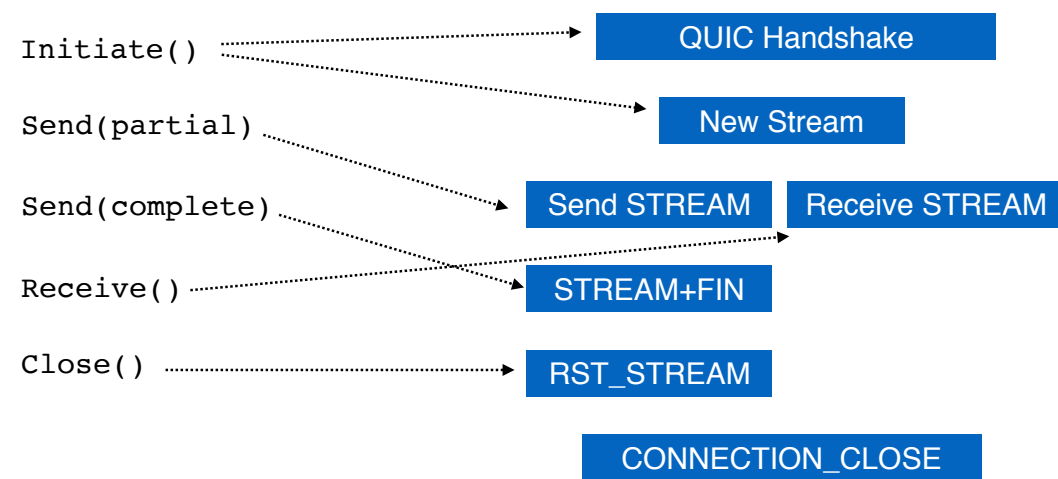 Initiate()
QUIC Handshake
New Stream
Send(partial)
Send(complete)
Send STREAM
Receive STREAM
Receive()
STREAM+FIN
Close()
RST_STREAM
CONNECTION_CLOSE